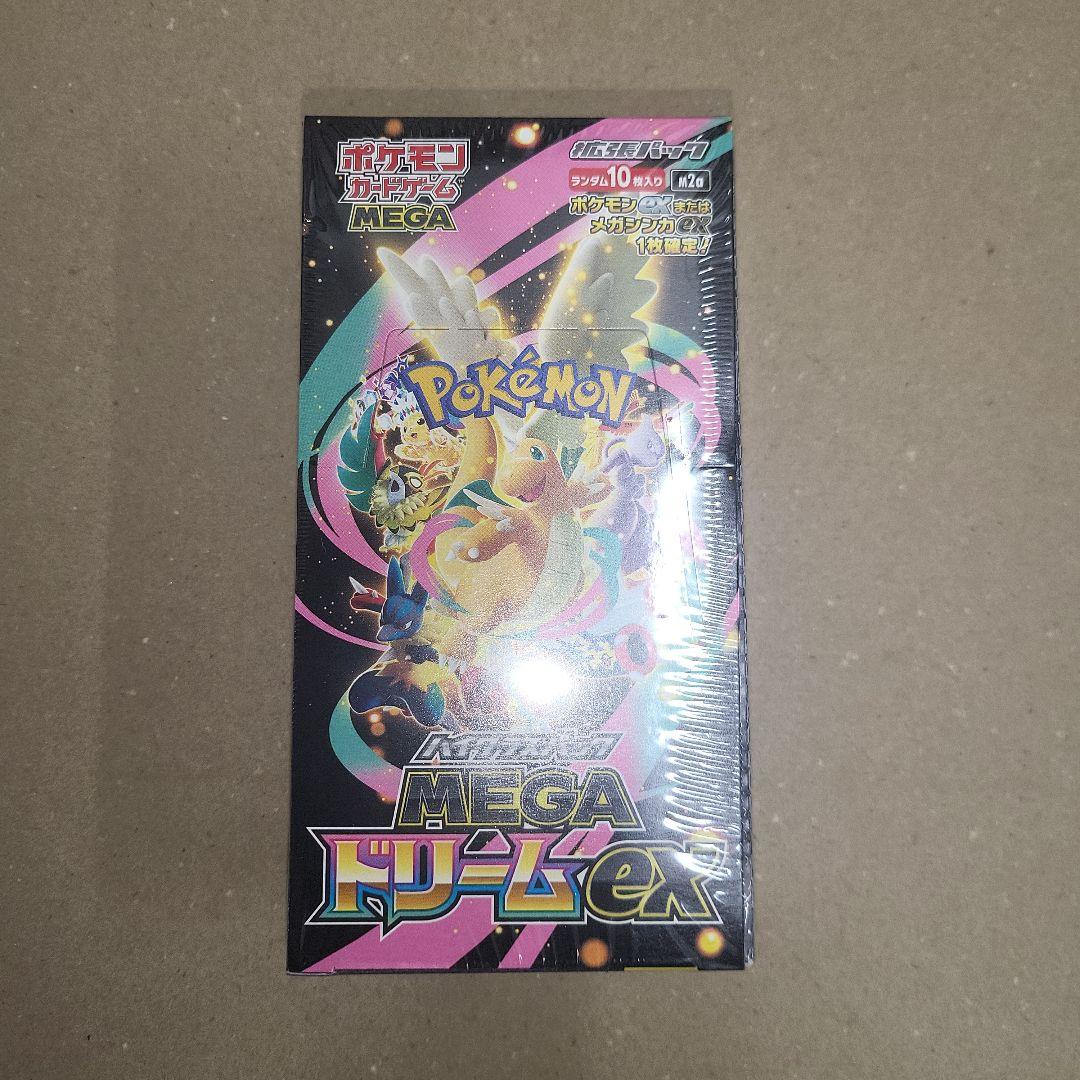 ポケモン
カードゲーム
MEGA
拡張パック
ランダム10枚入り M2a
ポケモンexまたは
メガシンカex
1枚確定!
POKéMON
ハイクラスパック
MEGA
ドリームex